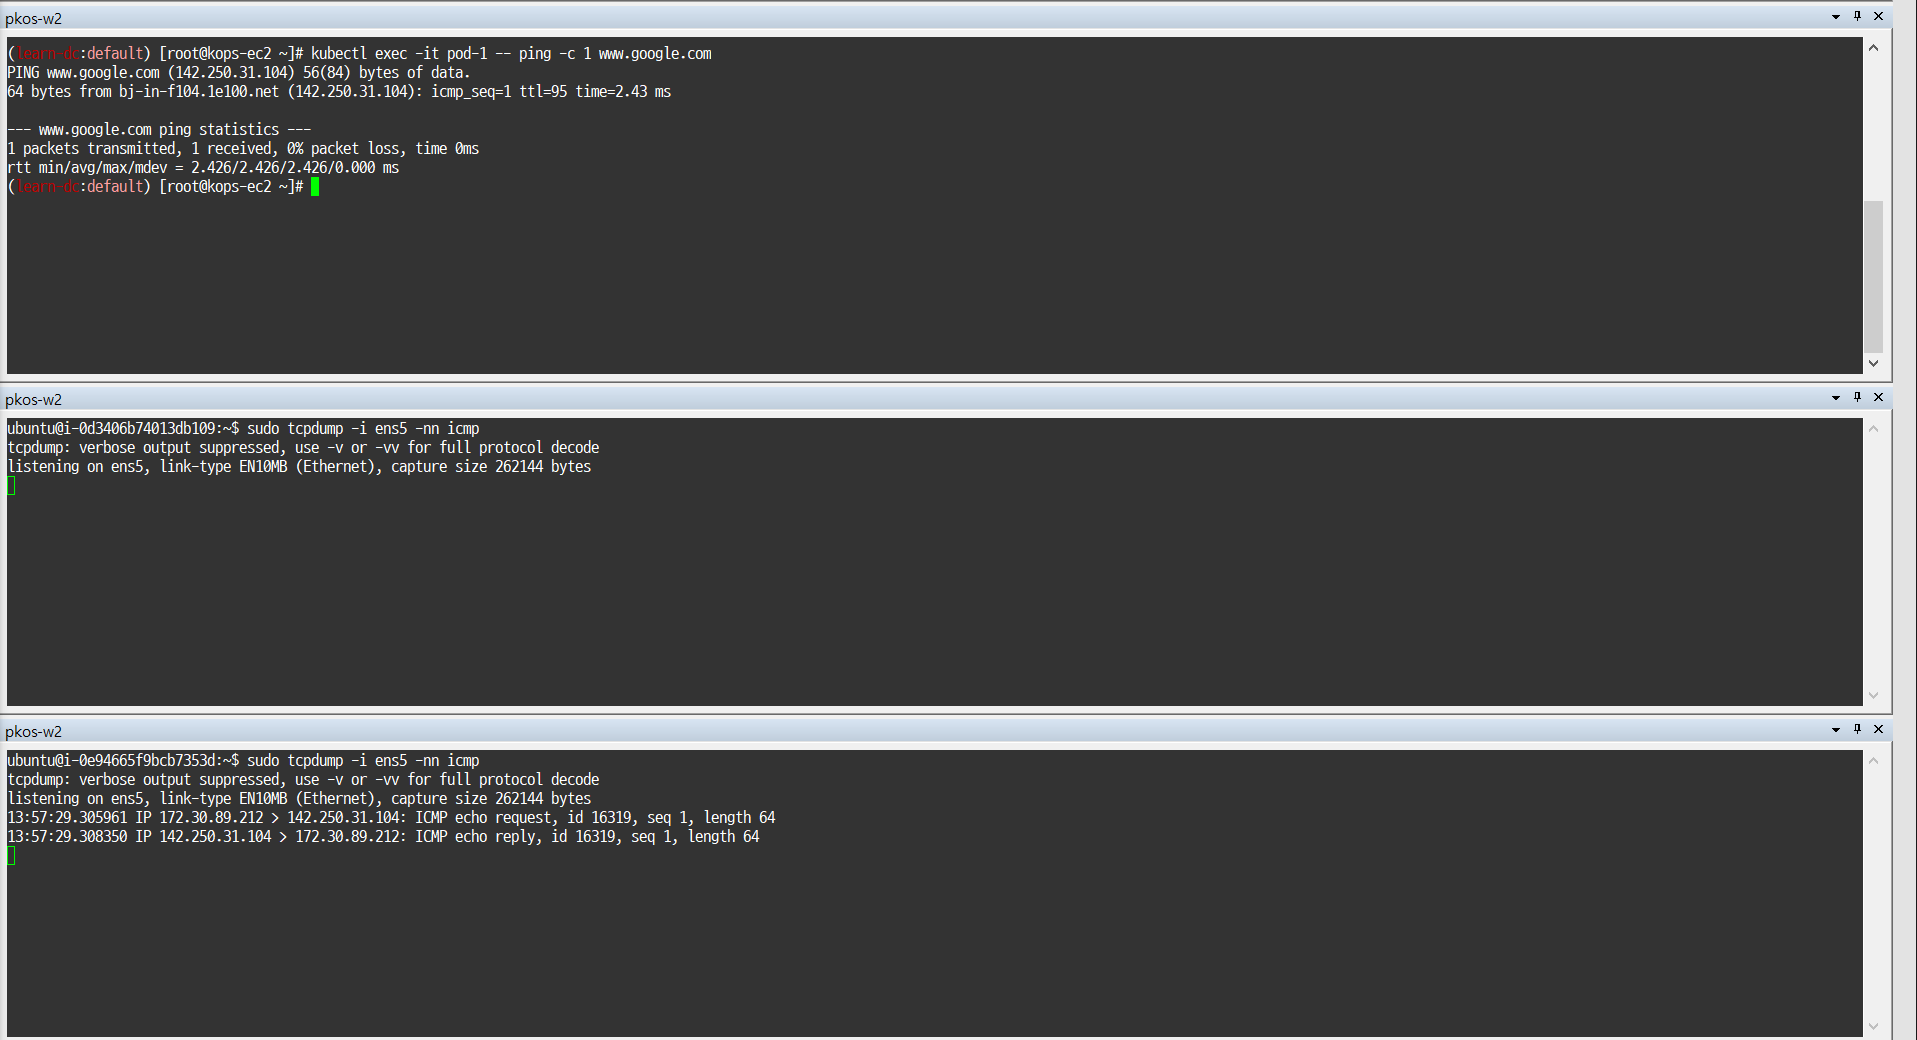 pkos-w2
(learn-dc:default) [root@kops-ec2 ~]# kubectl exec -it pod-1 -- ping -c 1 www.google.com
PING www.google.com (142.250.31.104) 56(84) bytes of data.
64 bytes from bj-in-f104.1e100.net (142.250.31.104): icmp_seq=1 ttl=95 time=2.43 ms
--- www.google.com ping statistics ---
1 packets transmitted, 1 received, 0% packet loss, time 0ms
rtt min/avg/max/mdev = 2.426/2.426/2.426/0.000 ms
(learn-dc:default) [root@kops-ec2 ~]#
pkos-w2
ubuntu@i-0d3406b74013db109:~$ sudo tcpdump -i ens5 -nn icmp
tcpdump: verbose output suppressed, use -v or -vv for full protocol decode
listening on ens5, link-type EN10MB (Ethernet), capture size 262144 bytes
pkos-w2
ubuntu@i-0e94665f9bcb7353d:~$ sudo tcpdump -i ens5 -nn icmp
tcpdump: verbose output suppressed, use -v or -vv for full protocol decode
listening on ens5, link-type EN10MB (Ethernet), capture size 262144 bytes
13:57:29.305961 IP 172.30.89.212 > 142.250.31.104: ICMP echo request, id 16319, seq 1, length 64
13:57:29.308350 IP 142.250.31.104 > 172.30.89.212: ICMP echo reply, id 16319, seq 1, length 64